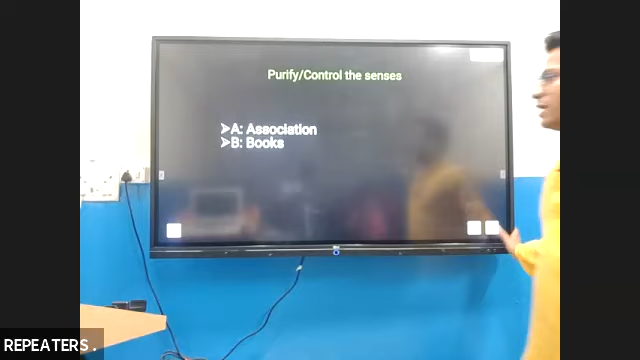 Purify/Control the senses
➢A: Association
➢B: Books
REPEATERS .